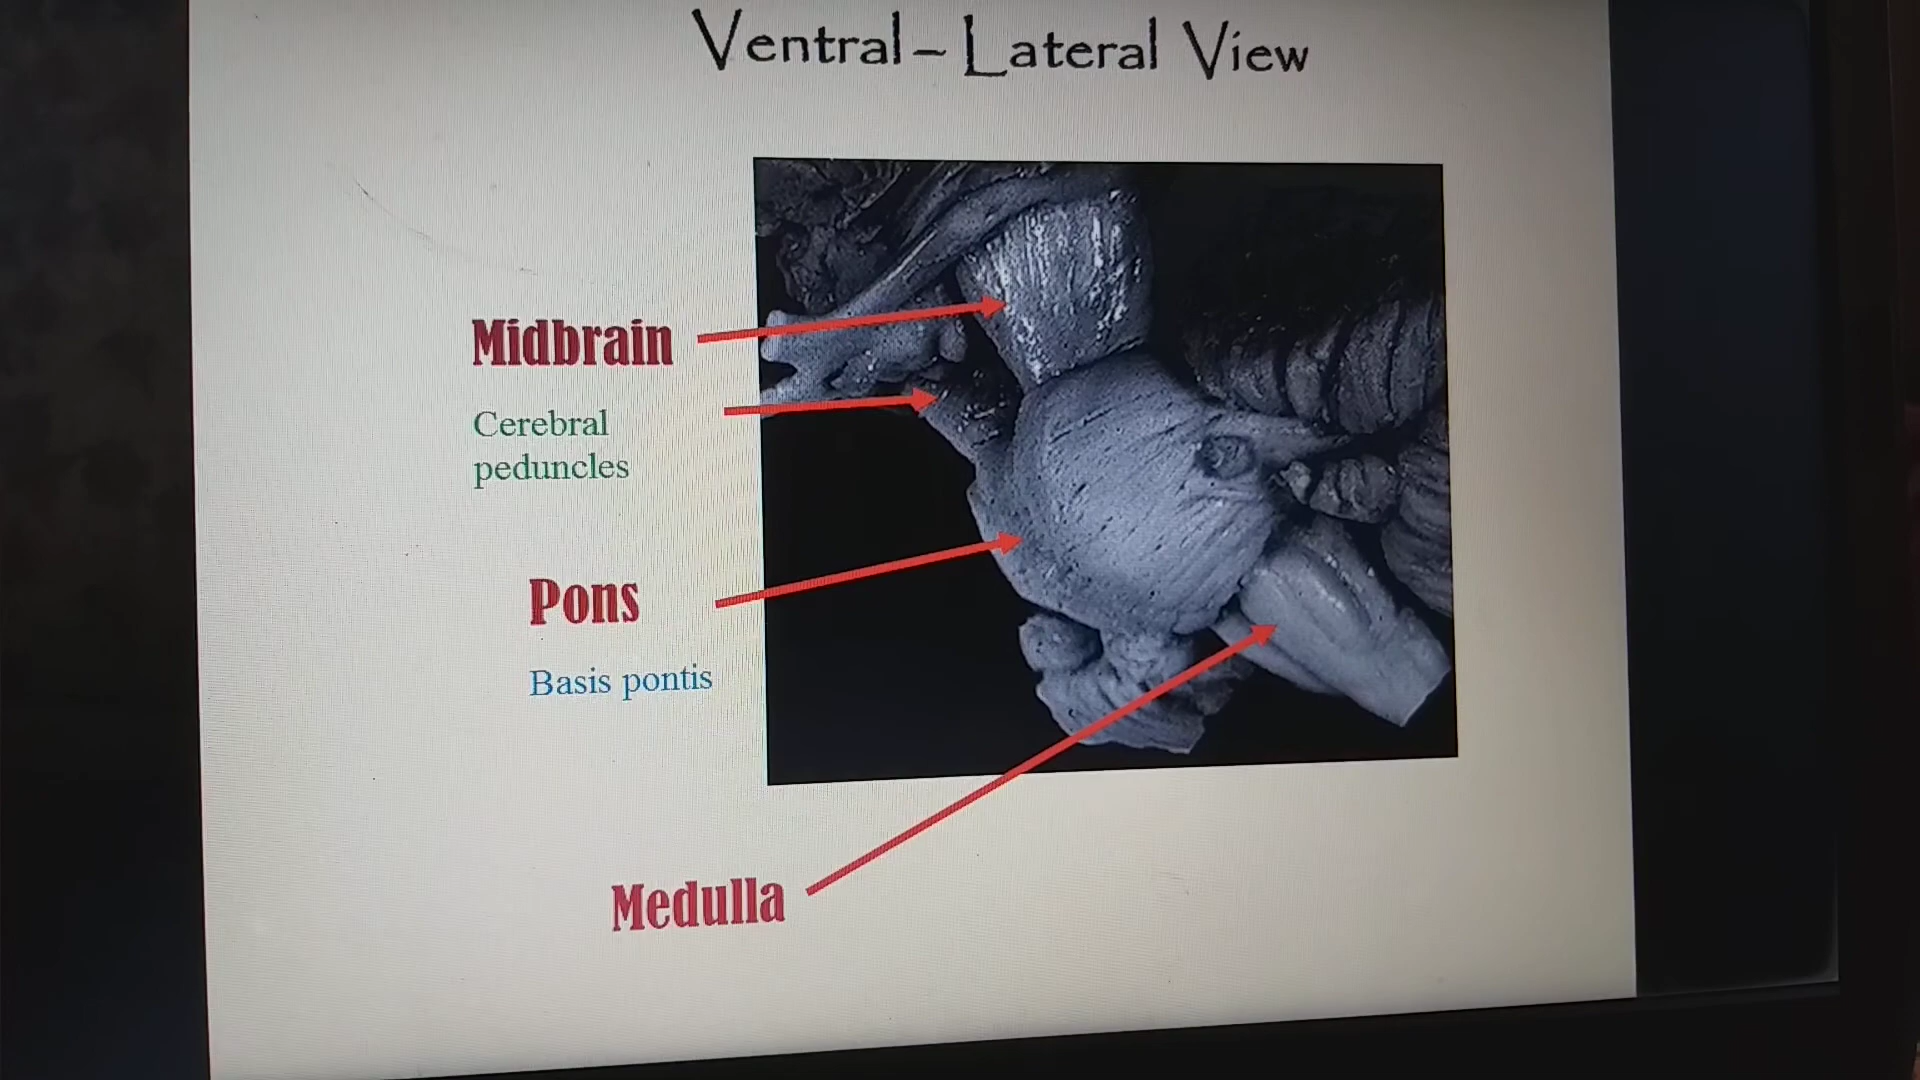 Ventral - Lateral View
Midbrain
Cerebral
peduncles
Pons
Basis pontis
Medulla